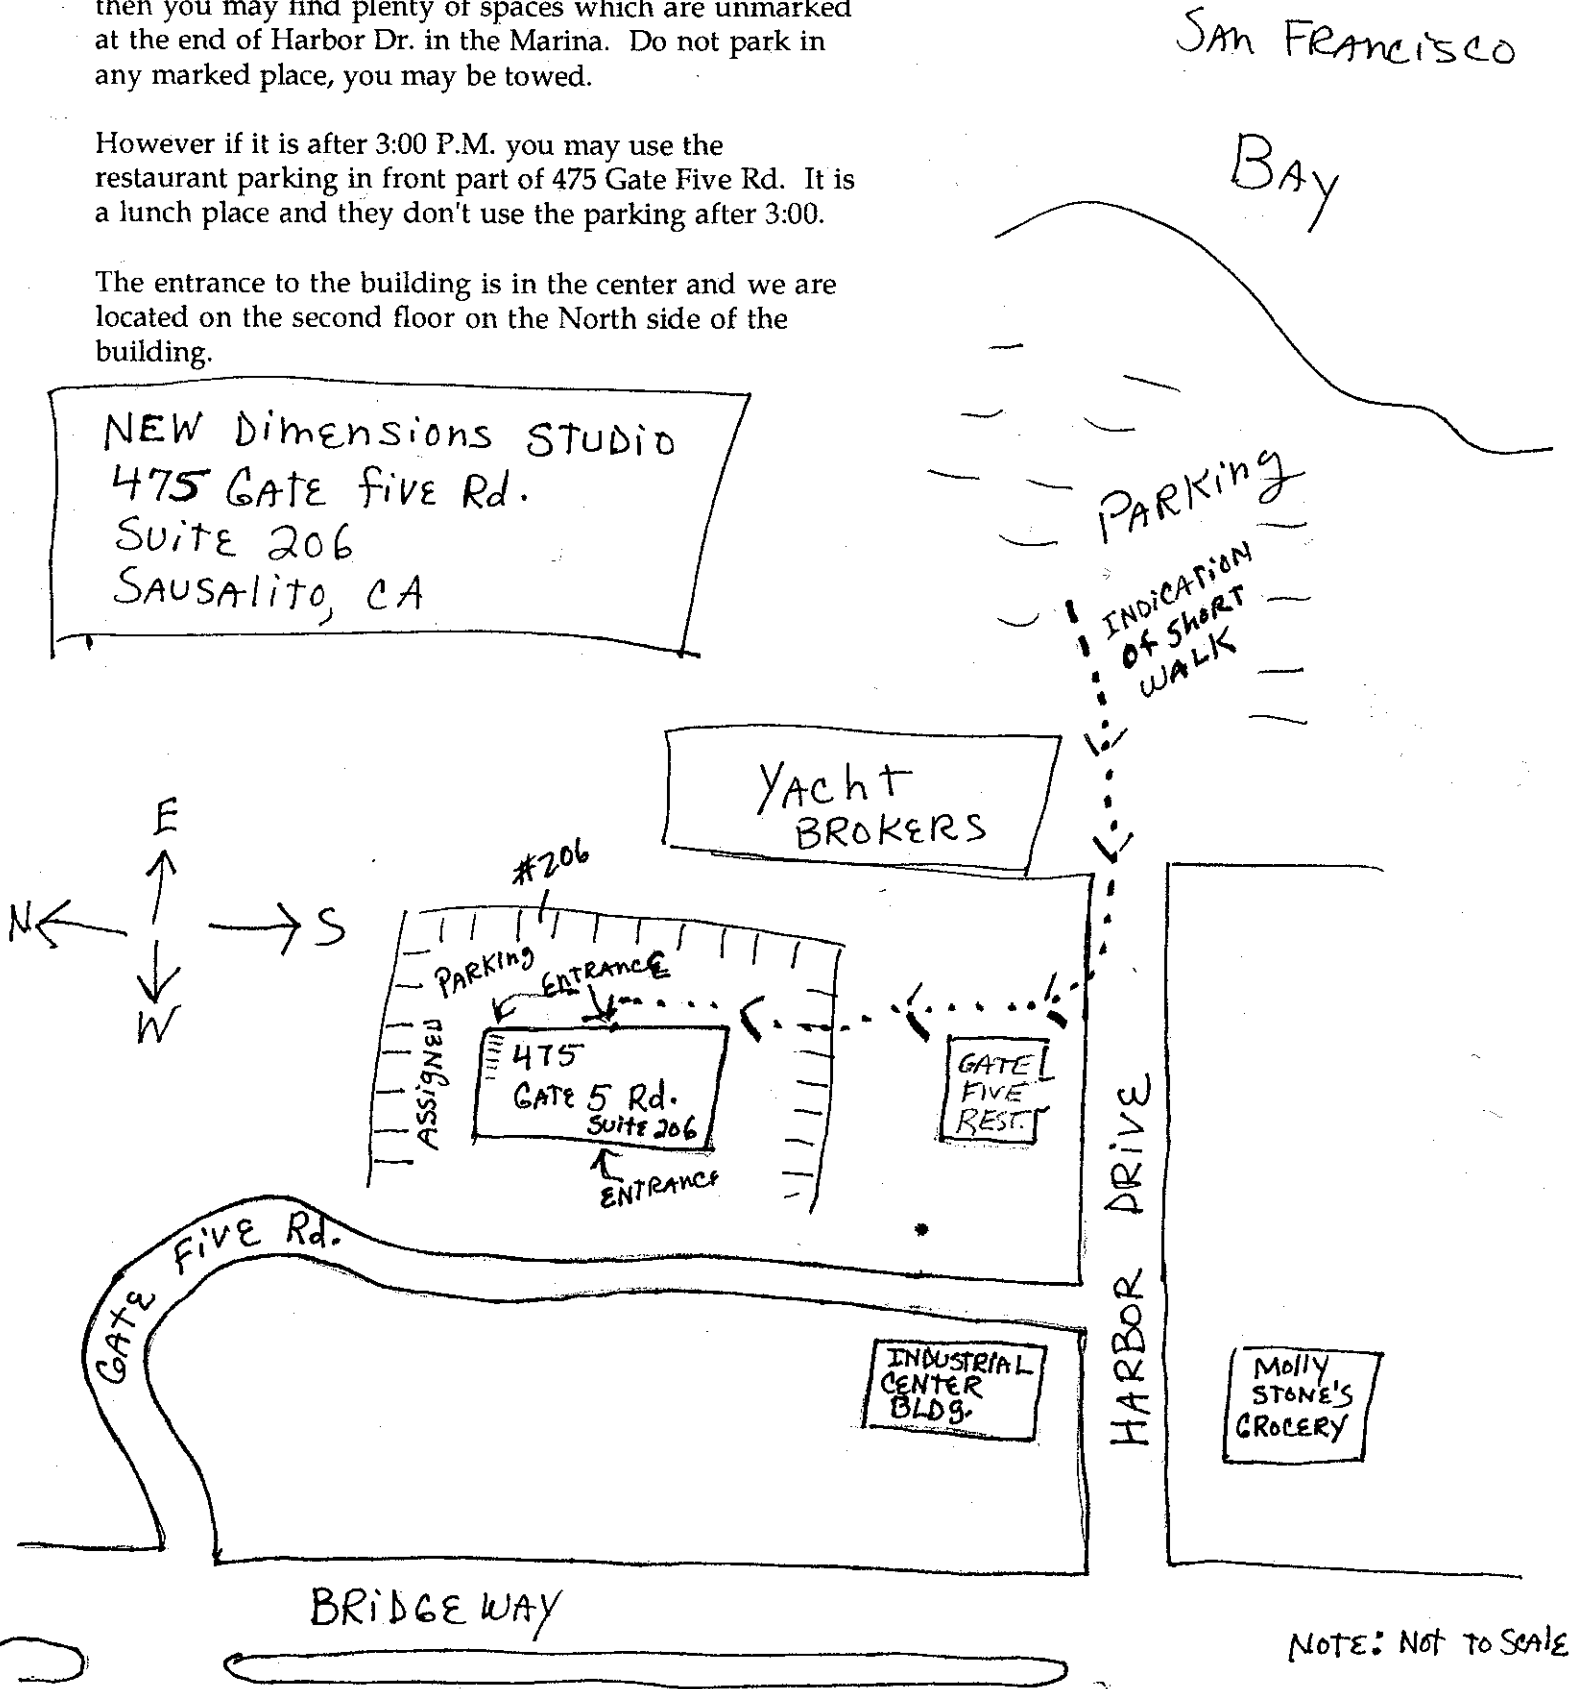 then you may find plenty of spaces which are unmarked
at the end of Harbor Dr. in the Marina. Do not park in
any marked place, you may be towed.
However if it is after 3:00 P.M. you may use the
restaurant parking in front part of 475 Gate Five Rd. It is
a lunch place and they don't use the parking after 3:00.
The entrance to the building is in the center and we are
located on the second floor on the North side of the
building.
SAn FRAnciscO
BAy
NEW Dimensions STUDiO
475 GATE fivE Rd.
SuitE 206
SAUSAlito, CA
PARKing
INDiCATiON
Of ShORT
WALK
YAChT
BROKERS
E
N
S
W
#206
PARKing
ENTRANCE
ASSIGNED
475
GATE 5 Rd.
SuitE 206
ENTRANCE
GATE
FIVE
REST.
GATE FiVE Rd.
HARBOR DRiVE
INDUSTRIAL
CENTER
BLDg.
MOlly
STONE'S
GROCERY
BRiDGEWAY
NOTE: Not TO SCAlE